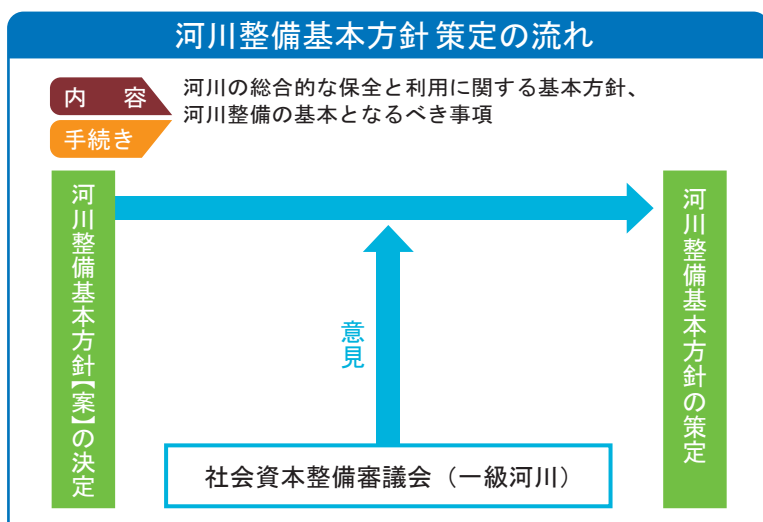 河川整備基本方針 策定の流れ
内　容
河川の総合的な保全と利用に関する基本方針、
河川整備の基本となるべき事項
手続き
河川整備基本方針【案】の決定
意見
社会資本整備審議会（一級河川）
河川整備基本方針の策定